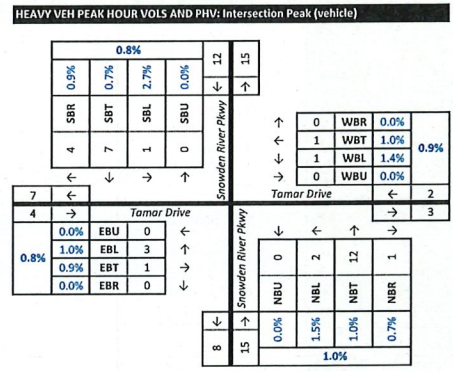 HEAVY VEH PEAK HOUR VOLS AND PHV: Intersection Peak (vehicle)
0.8%
0.9% 0.7% 2.7% 0.0%
SBR SBT SBL SBU
4 7 1 0
← ↓ → ↑
12 15
↓ ↑
Snowden River Pkwy
↑ 0 WBR 0.0%
← 1 WBT 1.0%
↓ 1 WBL 1.4%
→ 0 WBU 0.0%
0.9%
Tamar Drive ← 2
→ 3
7 ←
4 → Tamar Drive
0.8%
0.0% EBU 0 ←
1.0% EBL 3 ↑
0.9% EBT 1 →
0.0% EBR 0 ↓
Snowden River Pkwy
↓ ↑
8 15
↓ ← ↑ →
0 2 12 1
NBU NBL NBT NBR
0.0% 1.5% 1.0% 0.7%
1.0%